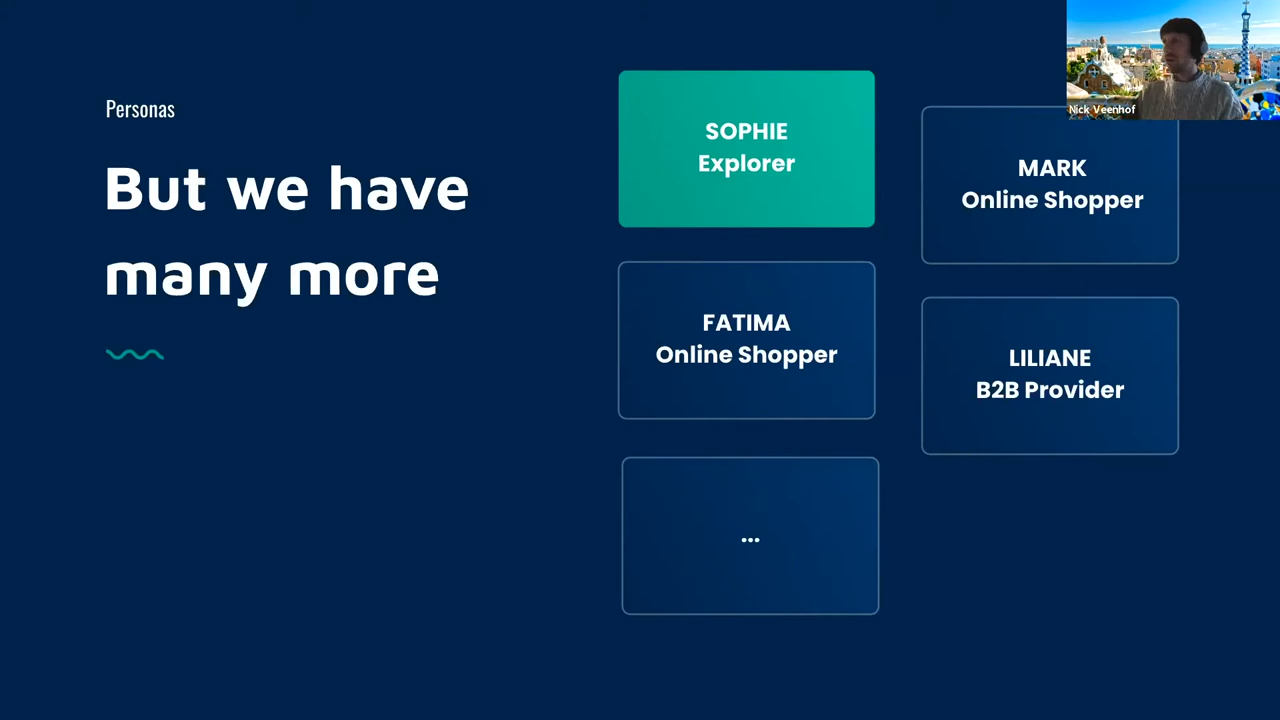 Personas
But we have
many more
SOPHIE
Explorer
MARK
Online Shopper
FATIMA
Online Shopper
LILIANE
B2B Provider
...
Nick Veenhof